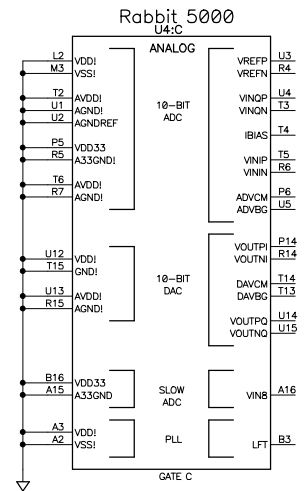 Rabbit 5000
U4:C
ANALOG
L2 VDD!
M3 VSS!
T2 AVDD!
U1 AGND!
U2 AGNDREF
P5 VDD33
R5 A33GND!
T6 AVDD!
R7 AGND!
10-BIT
ADC
VREFP U3
VREFN R4
VINQP U4
VINQN T3
IBIAS T4
VINIP T5
VININ R6
ADVCM P6
ADVBG U5
U12 VDD!
T15 GND!
U13 AVDD!
R15 AGND!
10-BIT
DAC
VOUTPI P14
VOUTNI R14
DAVCM T14
DAVBG T13
VOUTPQ U14
VOUTNQ U15
B16 VDD33
A15 A33GND
SLOW
ADC
VIN8 A16
A3 VDD!
A2 VSS!
PLL
LFT B3
GATE C